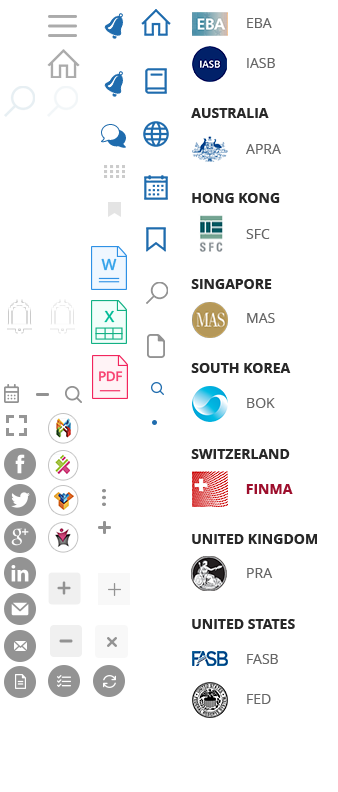 EBA EBA
IASB IASB
AUSTRALIA
APRA
HONG KONG
SFC SFC
SINGAPORE
MAS MAS
SOUTH KOREA
BOK
SWITZERLAND
FINMA
UNITED KINGDOM
PRA
UNITED STATES
FASB FASB
FED
W
X
PDF
f
g+
in